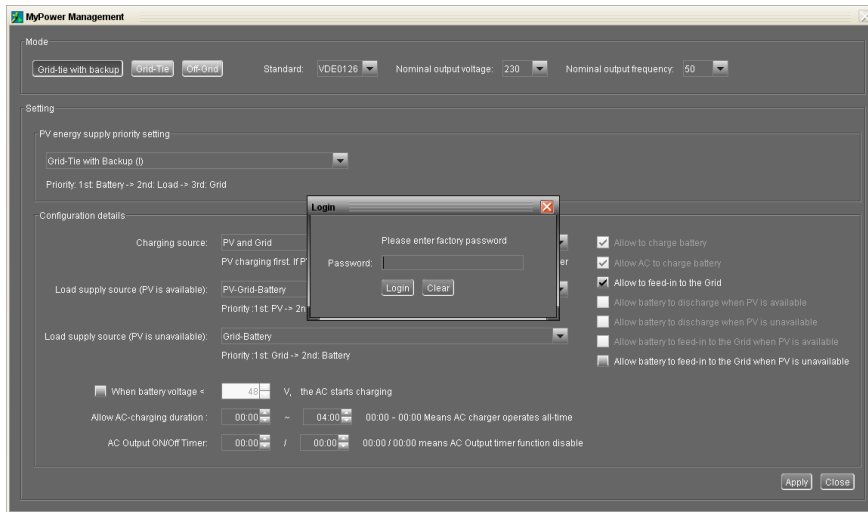 MyPower Management
Mode
Grid-tie with backup Grid-Tie Off-Grid Standard: VDE0126 Nominal output voltage: 230 Nominal output frequency: 50
Setting
PV energy supply priority setting
Grid-Tie with Backup (I)
Priority: 1st: Battery -> 2nd: Load -> 3rd: Grid
Configuration details
Login
Please enter factory password
Password:
Login Clear
Charging source: PV and Grid
PV charging first. If P
er
Load supply source (PV is available): PV-Grid-Battery
Priority :1st: PV -> 2n
Load supply source (PV is unavailable): Grid-Battery
Priority :1st: Grid -> 2nd: Battery
Allow to charge battery
Allow AC to charge battery
Allow to feed-in to the Grid
Allow battery to discharge when PV is available
Allow battery to discharge when PV is unavailable
Allow battery to feed-in to the Grid when PV is available
Allow battery to feed-in to the Grid when PV is unavailable
When battery voltage < 48 V, the AC starts charging
Allow AC-charging duration : 00:00 ~ 04:00 00:00 - 00:00 Means AC charger operates all-time
AC Output ON/Off Timer: 00:00 / 00:00 00:00 / 00:00 means AC Output timer function disable
Apply Close